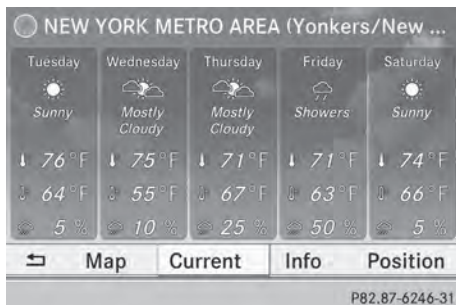 NEW YORK METRO AREA (Yonkers/New ...
Tuesday Wednesday Thursday Friday Saturday
Sunny Mostly Cloudy Mostly Cloudy Showers Sunny
76°F 75°F 71°F 71°F 74°F
64°F 55°F 67°F 63°F 66°F
5 % 10 % 25 % 50 % 5 %
Map Current Info Position
P82.87-6246-31